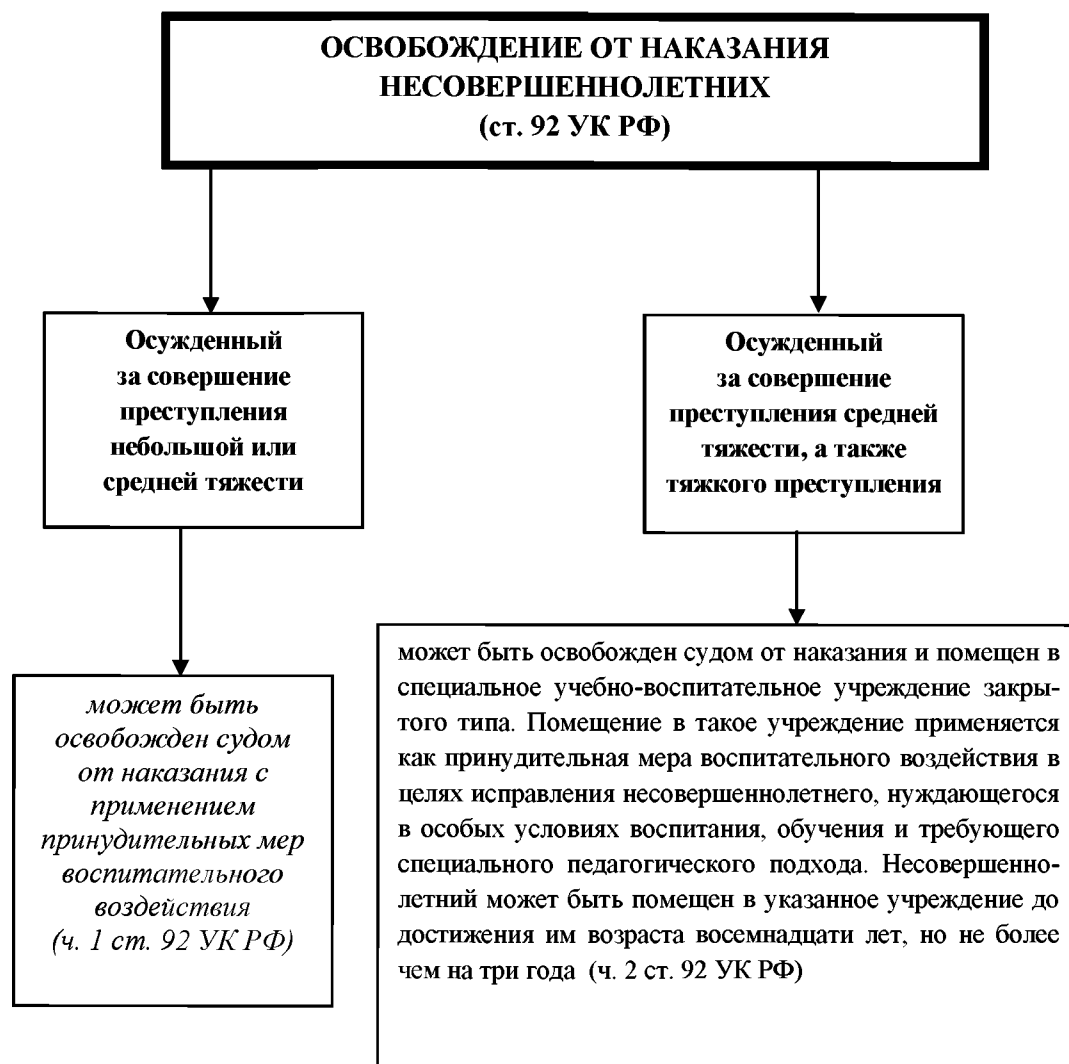 ОСВОБОЖДЕНИЕ ОТ НАКАЗАНИЯ
НЕСОВЕРШЕННОЛЕТНИХ
(ст. 92 УК РФ)
Осужденный
за совершение
преступления
небольшой или
средней тяжести
Осужденный
за совершение
преступления средней
тяжести, а также
тяжкого преступления
может быть
освобожден судом
от наказания с
применением
принудительных мер
воспитательного
воздействия
(ч. 1 ст. 92 УК РФ)
может быть освобожден судом от наказания и помещен в
специальное учебно-воспитательное учреждение закры-
того типа. Помещение в такое учреждение применяется
как принудительная мера воспитательного воздействия в
целях исправления несовершеннолетнего, нуждающегося
в особых условиях воспитания, обучения и требующего
специального педагогического подхода. Несовершенно-
летний может быть помещен в указанное учреждение до
достижения им возраста восемнадцати лет, но не более
чем на три года (ч. 2 ст. 92 УК РФ)